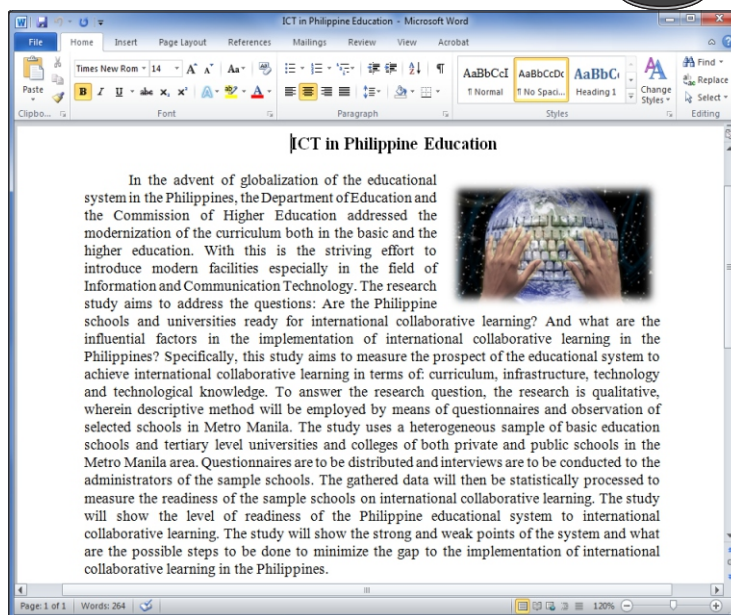 ICT in Philippine Education - Microsoft Word
File Home Insert Page Layout References Mailings Review View Acrobat
Times New Rom 14
Paste
AaBbCcI AaBbCcDc AaBbC
¶ Normal ¶ No Spaci... Heading 1
Change Styles
Find
Replace
Select
Clipbo... Font Paragraph Styles Editing
ICT in Philippine Education
In the advent of globalization of the educational
system in the Philippines, the Department of Education and
the Commission of Higher Education addressed the
modernization of the curriculum both in the basic and the
higher education. With this is the striving effort to
introduce modern facilities especially in the field of
Information and Communication Technology. The research
study aims to address the questions: Are the Philippine
schools and universities ready for international collaborative learning? And what are the
influential factors in the implementation of international collaborative learning in the
Philippines? Specifically, this study aims to measure the prospect of the educational system to
achieve international collaborative learning in terms of: curriculum, infrastructure, technology
and technological knowledge. To answer the research question, the research is qualitative,
wherein descriptive method will be employed by means of questionnaires and observation of
selected schools in Metro Manila. The study uses a heterogeneous sample of basic education
schools and tertiary level universities and colleges of both private and public schools in the
Metro Manila area. Questionnaires are to be distributed and interviews are to be conducted to the
administrators of the sample schools. The gathered data will then be statistically processed to
measure the readiness of the sample schools on international collaborative learning. The study
will show the level of readiness of the Philippine educational system to international
collaborative learning. The study will show the strong and weak points of the system and what
are the possible steps to be done to minimize the gap to the implementation of international
collaborative learning in the Philippines.
Page: 1 of 1 Words: 264 120%